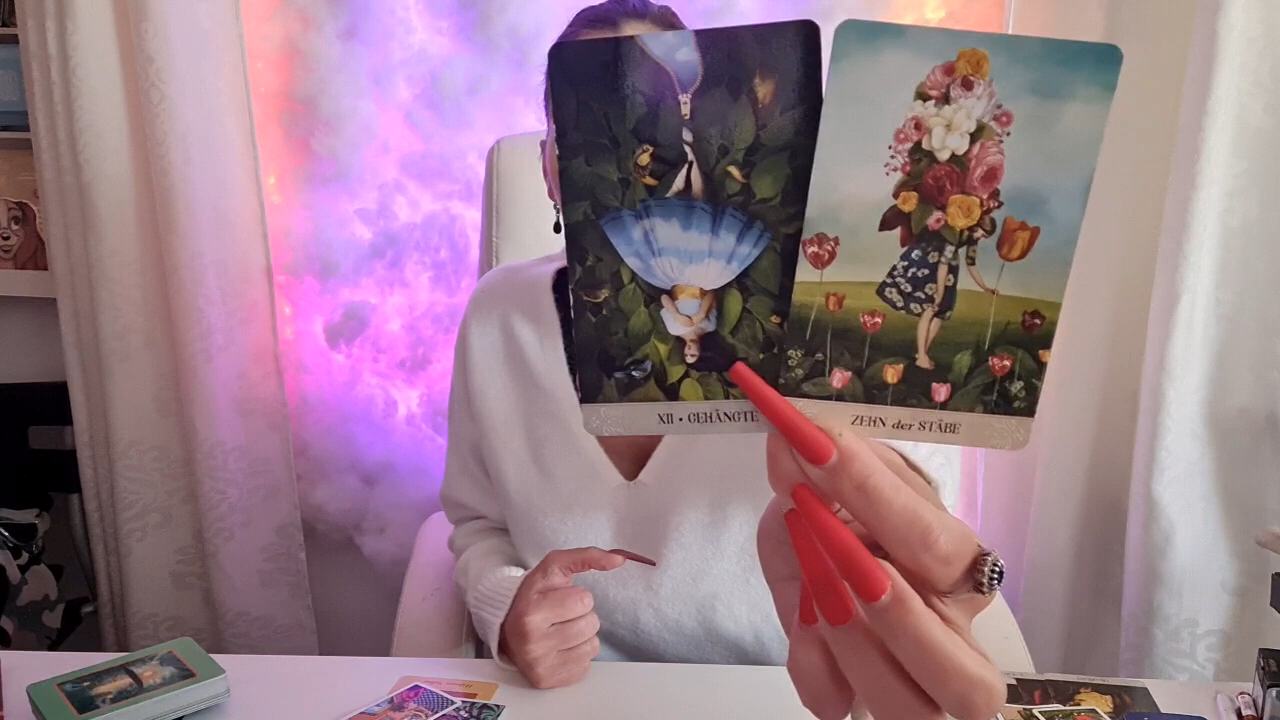 XII • GEHÄNGTE
ZEHN der STÄBE